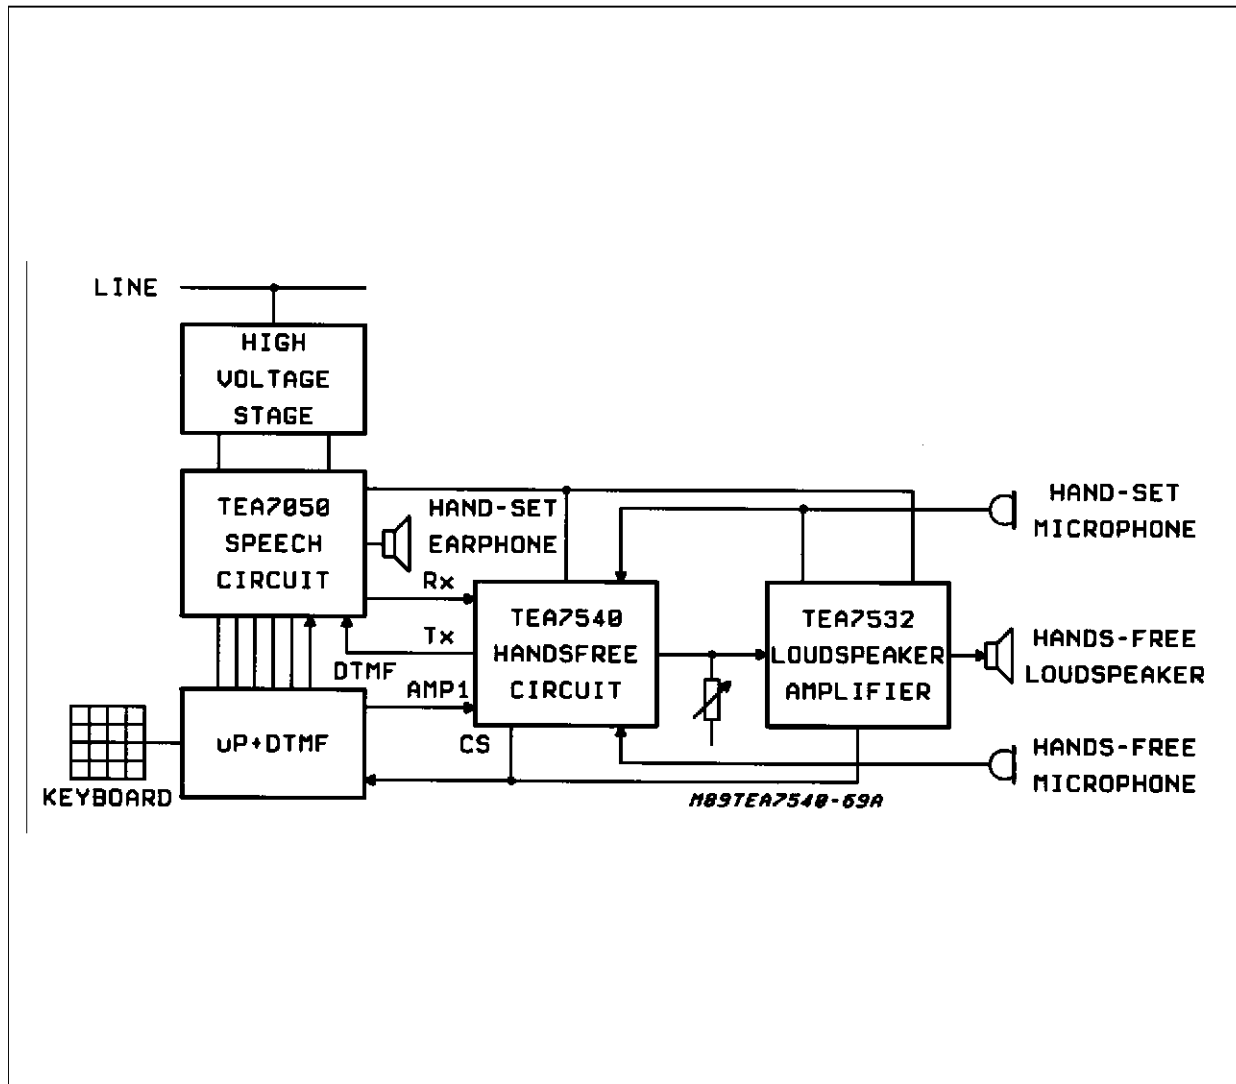 LINE
HIGH
VOLTAGE
STAGE
TEA7050
SPEECH
CIRCUIT
HAND-SET
EARPHONE
HAND-SET
MICROPHONE
Rx
Tx
DTMF
AMP1
CS
TEA7540
HANDSFREE
CIRCUIT
TEA7532
LOUDSPEAKER
AMPLIFIER
HANDS-FREE
LOUDSPEAKER
uP+DTMF
KEYBOARD
HANDS-FREE
MICROPHONE
M89TEA7540-69A